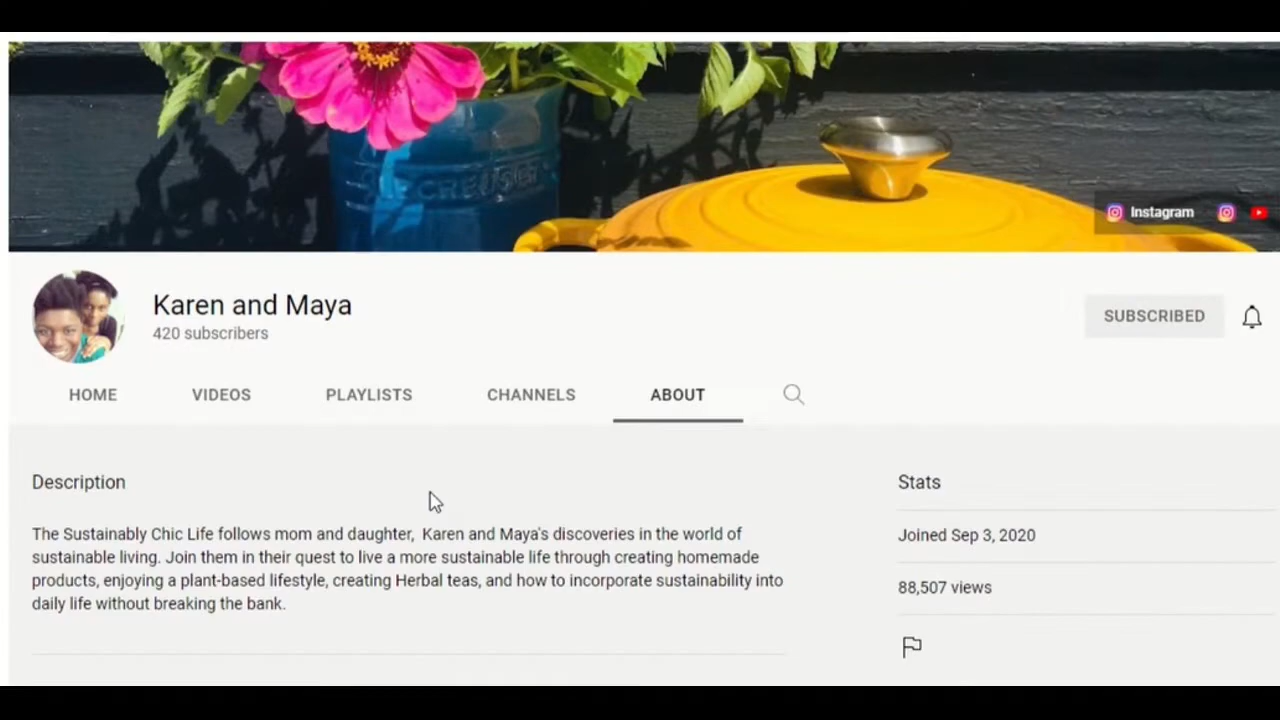 LE CREUSET
Instagram
Karen and Maya
420 subscribers
SUBSCRIBED
HOME
VIDEOS
PLAYLISTS
CHANNELS
ABOUT
Description
Stats
The Sustainably Chic Life follows mom and daughter,  Karen and Maya's discoveries in the world of
sustainable living. Join them in their quest to live a more sustainable life through creating homemade
products, enjoying a plant-based lifestyle, creating Herbal teas, and how to incorporate sustainability into
daily life without breaking the bank.
Joined Sep 3, 2020
88,507 views